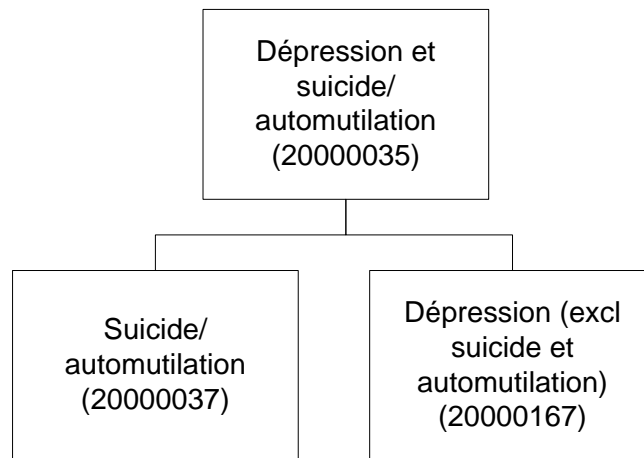 Dépression et
suicide/
automutilation
(20000035)
Suicide/
automutilation
(20000037)
Dépression (excl
suicide et
automutilation)
(20000167)